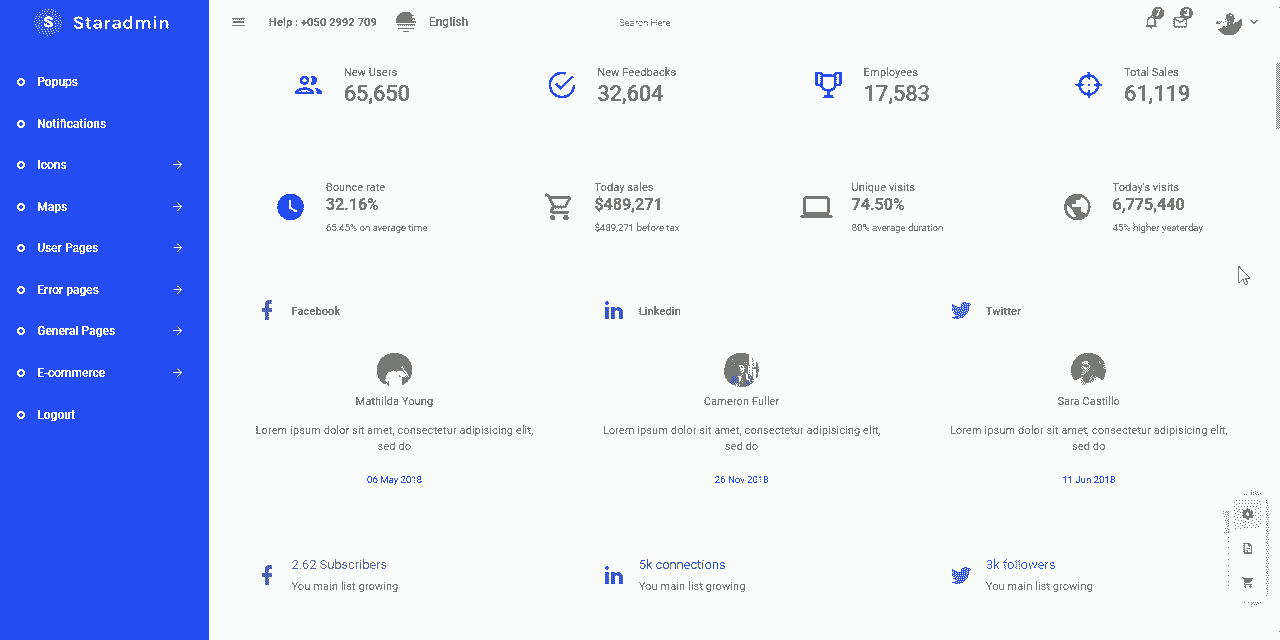 Staradmin
Help : +050 2992 709
English
Search Here
7
3
Popups
Notifications
Icons
Maps
User Pages
Error pages
General Pages
E-commerce
Logout
New Users
65,650
New Feedbacks
32,604
Employees
17,583
Total Sales
61,119
Bounce rate
32.16%
65.45% on average time
Today sales
$489,271
$489,271 before tax
Unique visits
74.50%
80% average duration
Today's visits
6,775,440
45% higher yesterday
Facebook
Mathilda Young
Lorem ipsum dolor sit amet, consectetur adipisicing elit,
sed do
06 May 2018
Linkedin
Cameron Fuller
Lorem ipsum dolor sit amet, consectetur adipisicing elit,
sed do
26 Nov 2018
Twitter
Sara Castillo
Lorem ipsum dolor sit amet, consectetur adipisicing elit,
sed do
11 Jun 2018
2.62 Subscribers
You main list growing
5k connections
You main list growing
3k followers
You main list growing